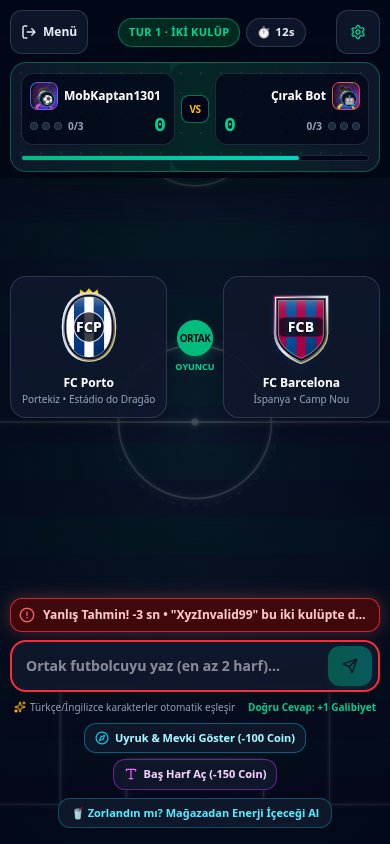 Menü
TUR 1 · İKİ KULÜP
12s
MobKaptan1301
0/3
0
VS
Çırak Bot
0
0/3
FCP
FC Porto
Portekiz • Estádio do Dragão
ORTAK
OYUNCU
FCB
FC Barcelona
İspanya • Camp Nou
Yanlış Tahmin! -3 sn • "XyzInvalid99" bu iki kulüpte d...
Ortak futbolcuyu yaz (en az 2 harf)...
Türkçe/İngilizce karakterler otomatik eşleşir
Doğru Cevap: +1 Galibiyet
Uyruk & Mevki Göster (-100 Coin)
Baş Harf Aç (-150 Coin)
Zorlandın mı? Mağazadan Enerji İçeceği Al